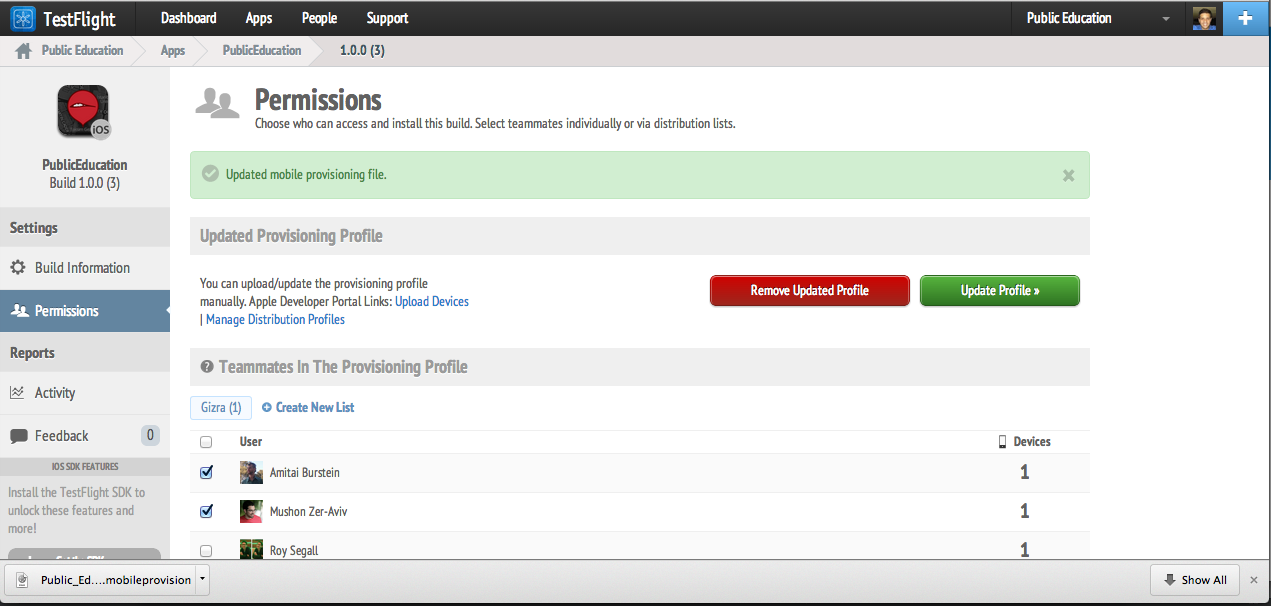 TestFlight Dashboard Apps People Support Public Education +
Public Education Apps PublicEducation 1.0.0 (3)
iOS
PublicEducation
Build 1.0.0 (3)
Settings
Build Information
Permissions
Reports
Activity
Feedback 0
IOS SDK FEATURES
Install the TestFlight SDK to
unlock these features and
more!
Permissions
Choose who can access and install this build. Select teammates individually or via distribution lists.
Updated mobile provisioning file.
Updated Provisioning Profile
You can upload/update the provisioning profile
manually. Apple Developer Portal Links: Upload Devices
| Manage Distribution Profiles
Remove Updated Profile Update Profile »
? Teammates In The Provisioning Profile
Gizra (1) Create New List
User Devices
Amitai Burstein 1
Mushon Zer-Aviv 1
Roy Segall 1
Public_Ed....mobileprovision Show All